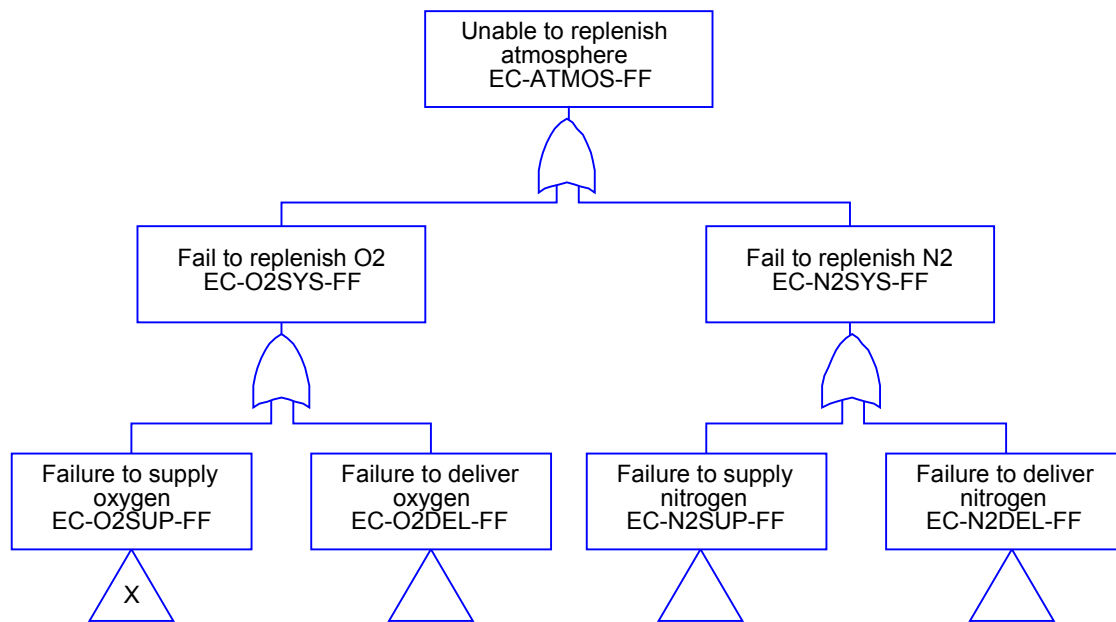 Unable to replenish
atmosphere
EC-ATMOS-FF
Fail to replenish O2
EC-O2SYS-FF
Fail to replenish N2
EC-N2SYS-FF
Failure to supply
oxygen
EC-O2SUP-FF
Failure to deliver
oxygen
EC-O2DEL-FF
Failure to supply
nitrogen
EC-N2SUP-FF
Failure to deliver
nitrogen
EC-N2DEL-FF
X